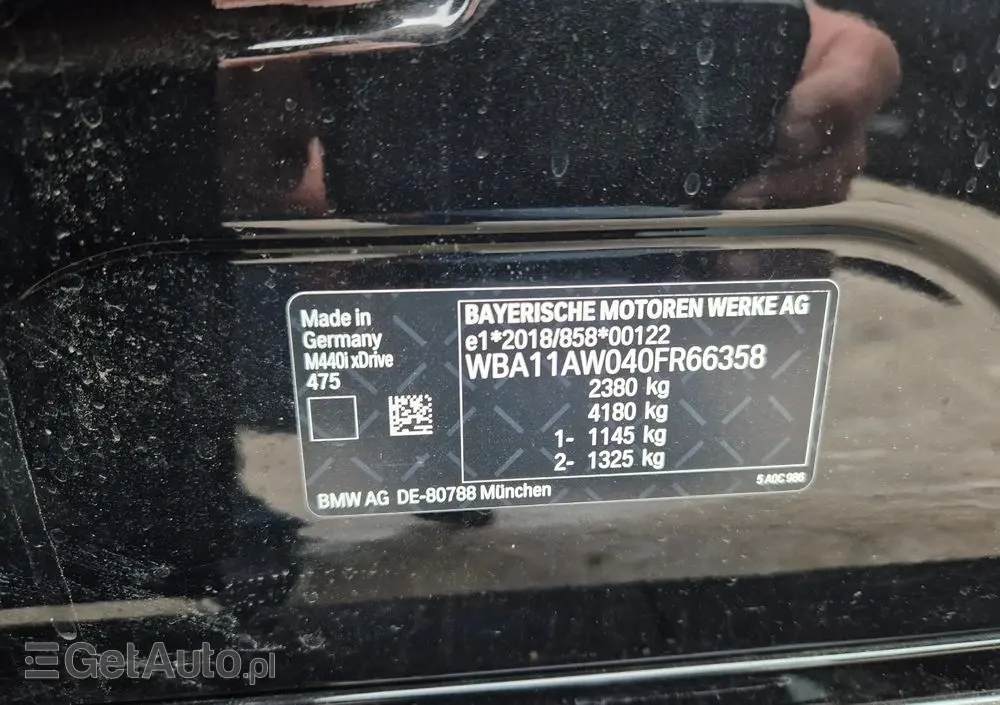 Made in
Germany
M440i xDrive
475
BAYERISCHE MOTOREN WERKE AG
e1*2018/858*00122
WBA11AW040FR66358
2380 kg
4180 kg
1- 1145 kg
2- 1325 kg
5 A0C 986
BMW AG DE-80788 München
GetAuto.pl